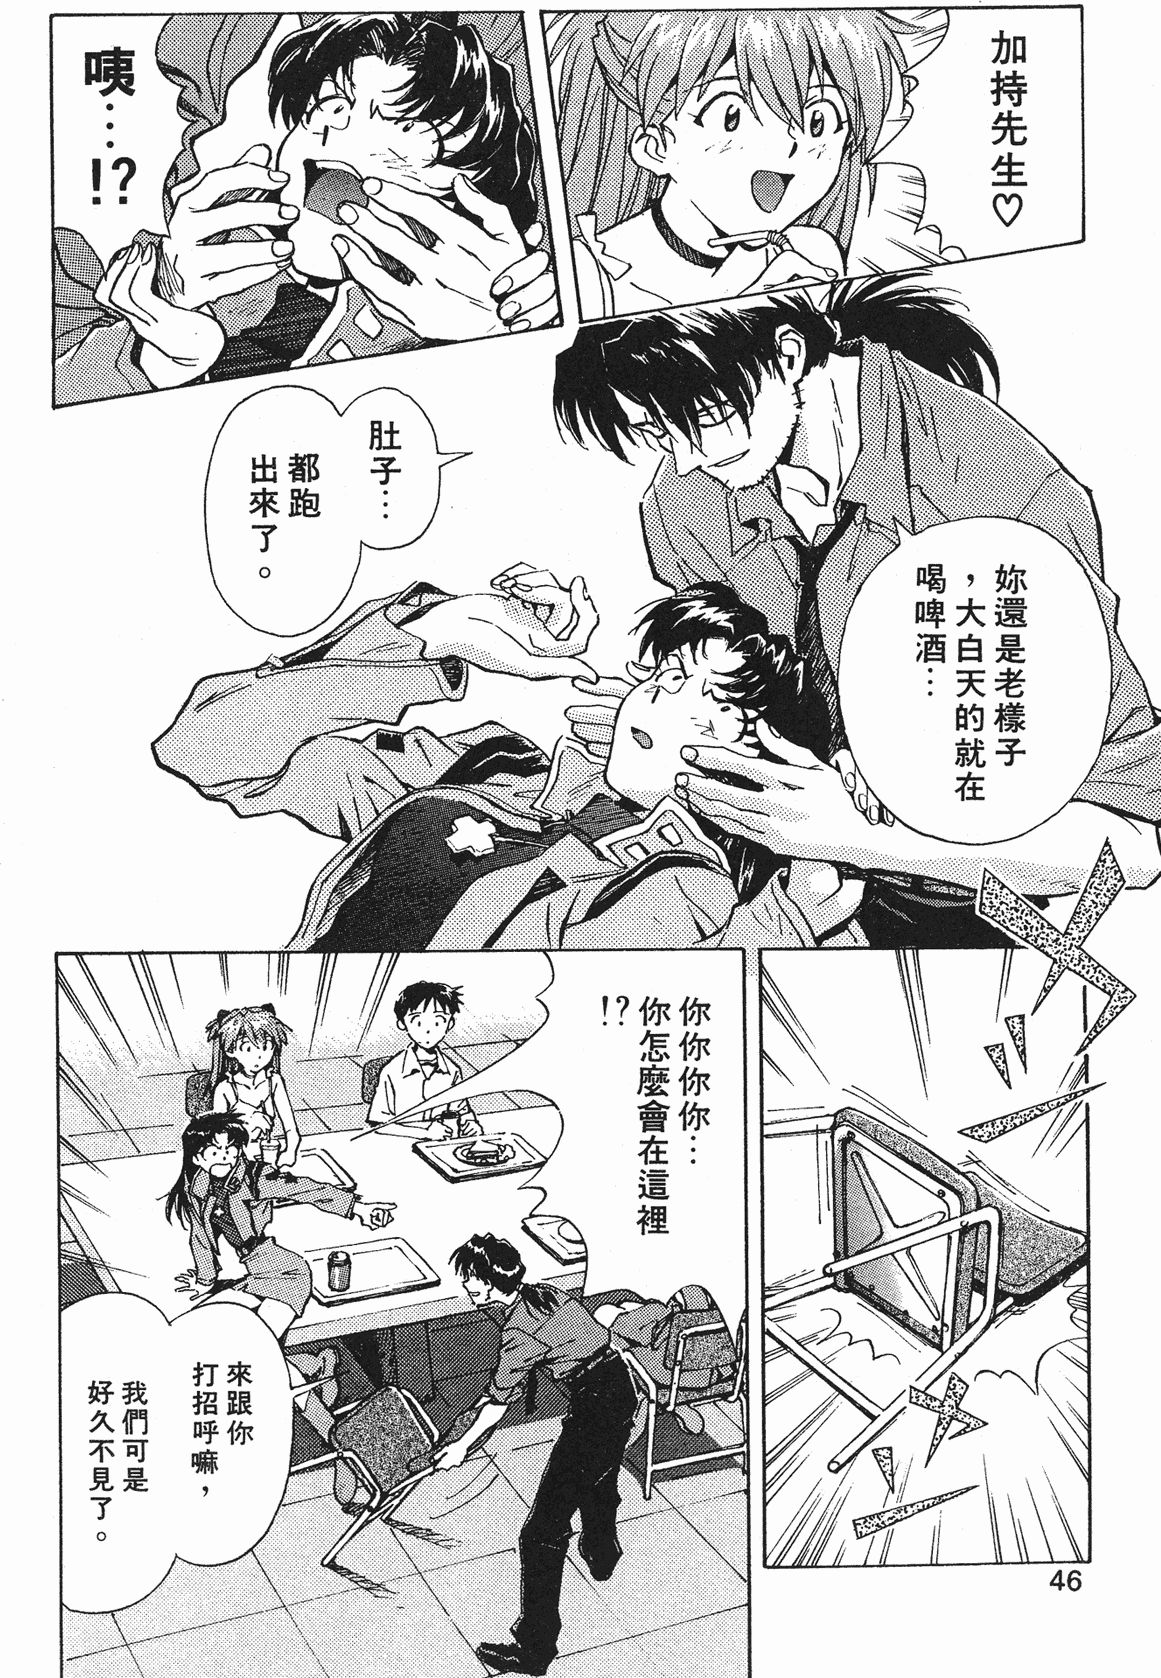 加持先生♡
咦…!?
妳還是老樣子
，大白天的就在
喝啤酒…
肚子…
都跑
出來了。
你你你你…
你怎麼會在這裡
!?
來跟你
打招呼嘛，
我們可是
好久不見了。
46